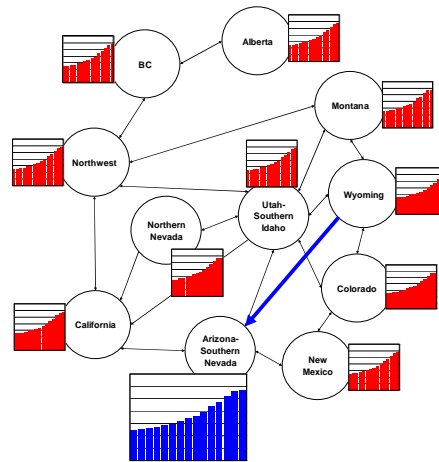 Alberta
BC
Montana
Northwest
Utah-
Southern
Idaho
Wyoming
Northern
Nevada
Colorado
California
Arizona-
Southern
Nevada
New
Mexico